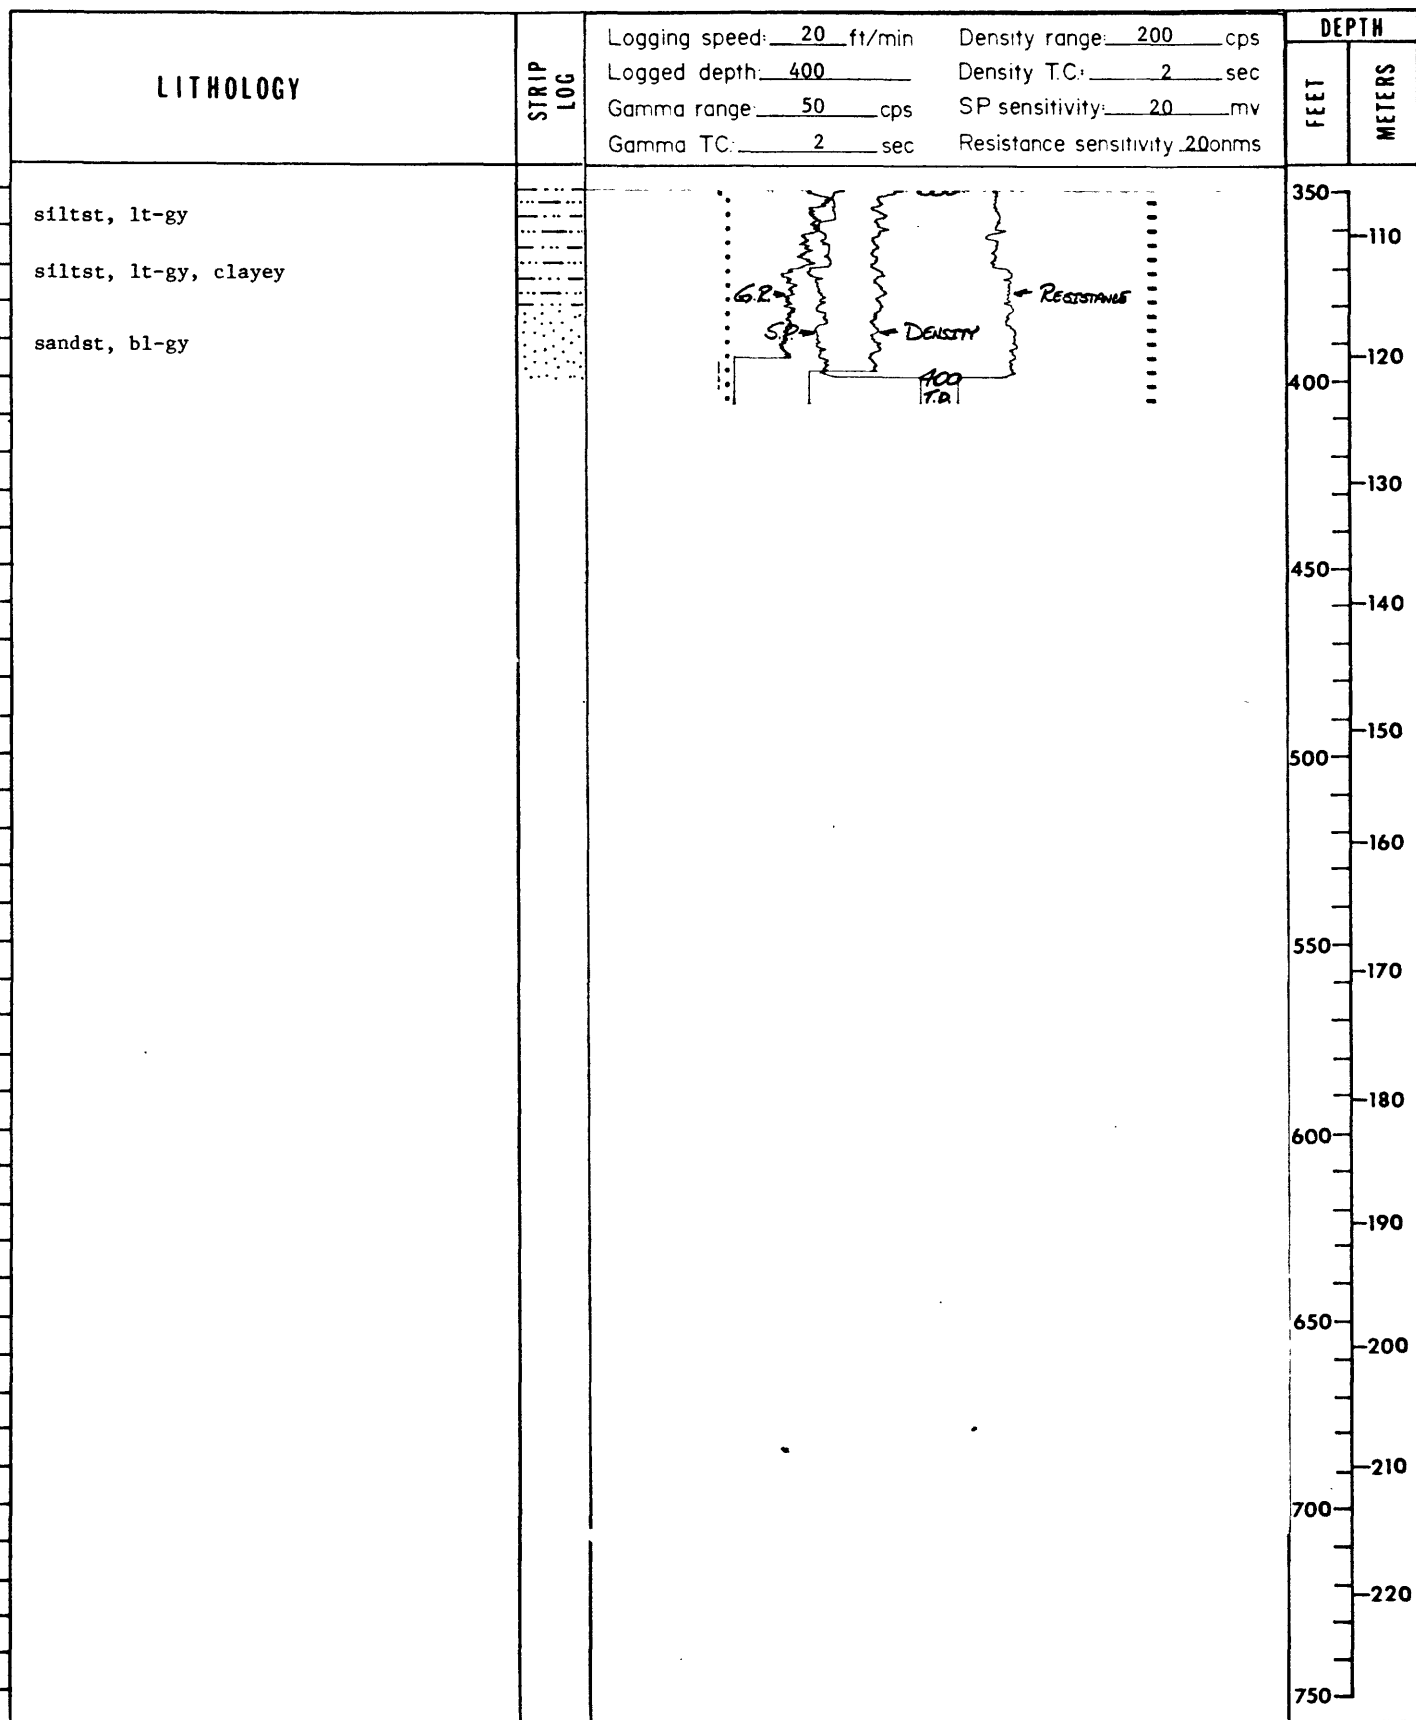 LITHOLOGY
STRIP LOG
Logging speed: 20 ft/min
Logged depth: 400
Gamma range: 50 cps
Gamma TC: 2 sec
Density range: 200 cps
Density T.C.: 2 sec
SP sensitivity: 20 mv
Resistance sensitivity 20onms
DEPTH
FEET
METERS
siltst, lt-gy
siltst, lt-gy, clayey
sandst, bl-gy
G.R.
S.P.
DENSITY
RESISTANCE
400
T.D.
350
110
120
400
130
450
140
150
500
160
550
170
180
600
190
650
200
210
700
220
750